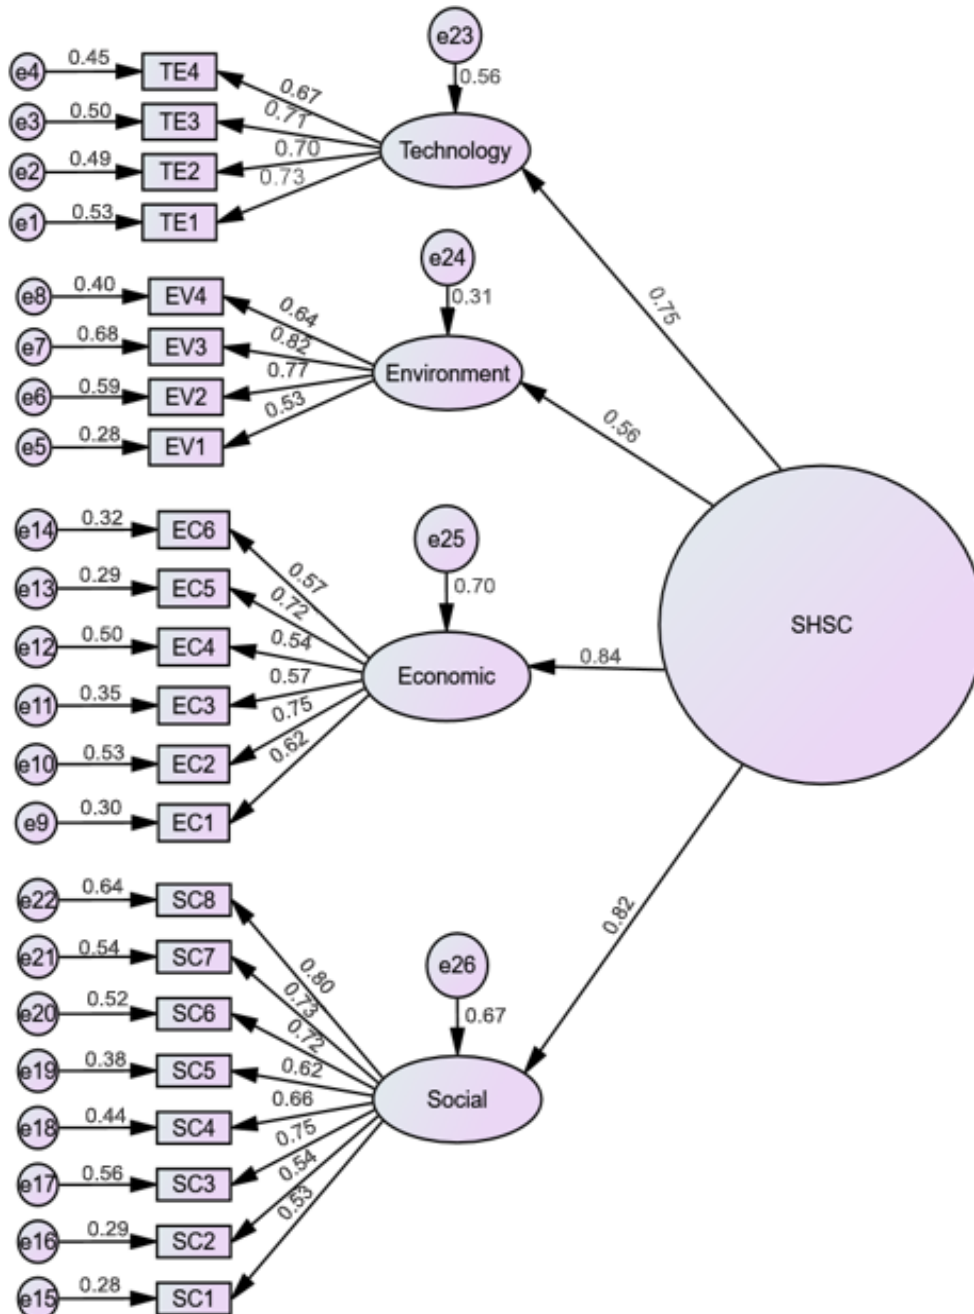 e23
0.56
e4 0.45 TE4 0.67
e3 0.50 TE3 0.71
Technology
e2 0.49 TE2 0.70
e1 0.53 TE1 0.73
e24
0.31
0.75
e8 0.40 EV4 0.64
e7 0.68 EV3 0.82
Environment
e6 0.59 EV2 0.77
e5 0.28 EV1 0.53
0.56
e25
0.70
e14 0.32 EC6 0.57
e13 0.29 EC5 0.72
e12 0.50 EC4 0.54
Economic
0.84
SHSC
e11 0.35 EC3 0.57
e10 0.53 EC2 0.75
e9 0.30 EC1 0.62
e22 0.64 SC8 0.80
e21 0.54 SC7 0.73
e26
0.82
0.67
e20 0.52 SC6 0.72
e19 0.38 SC5 0.62
Social
e18 0.44 SC4 0.66
e17 0.56 SC3 0.75
e16 0.29 SC2 0.54
e15 0.28 SC1 0.53